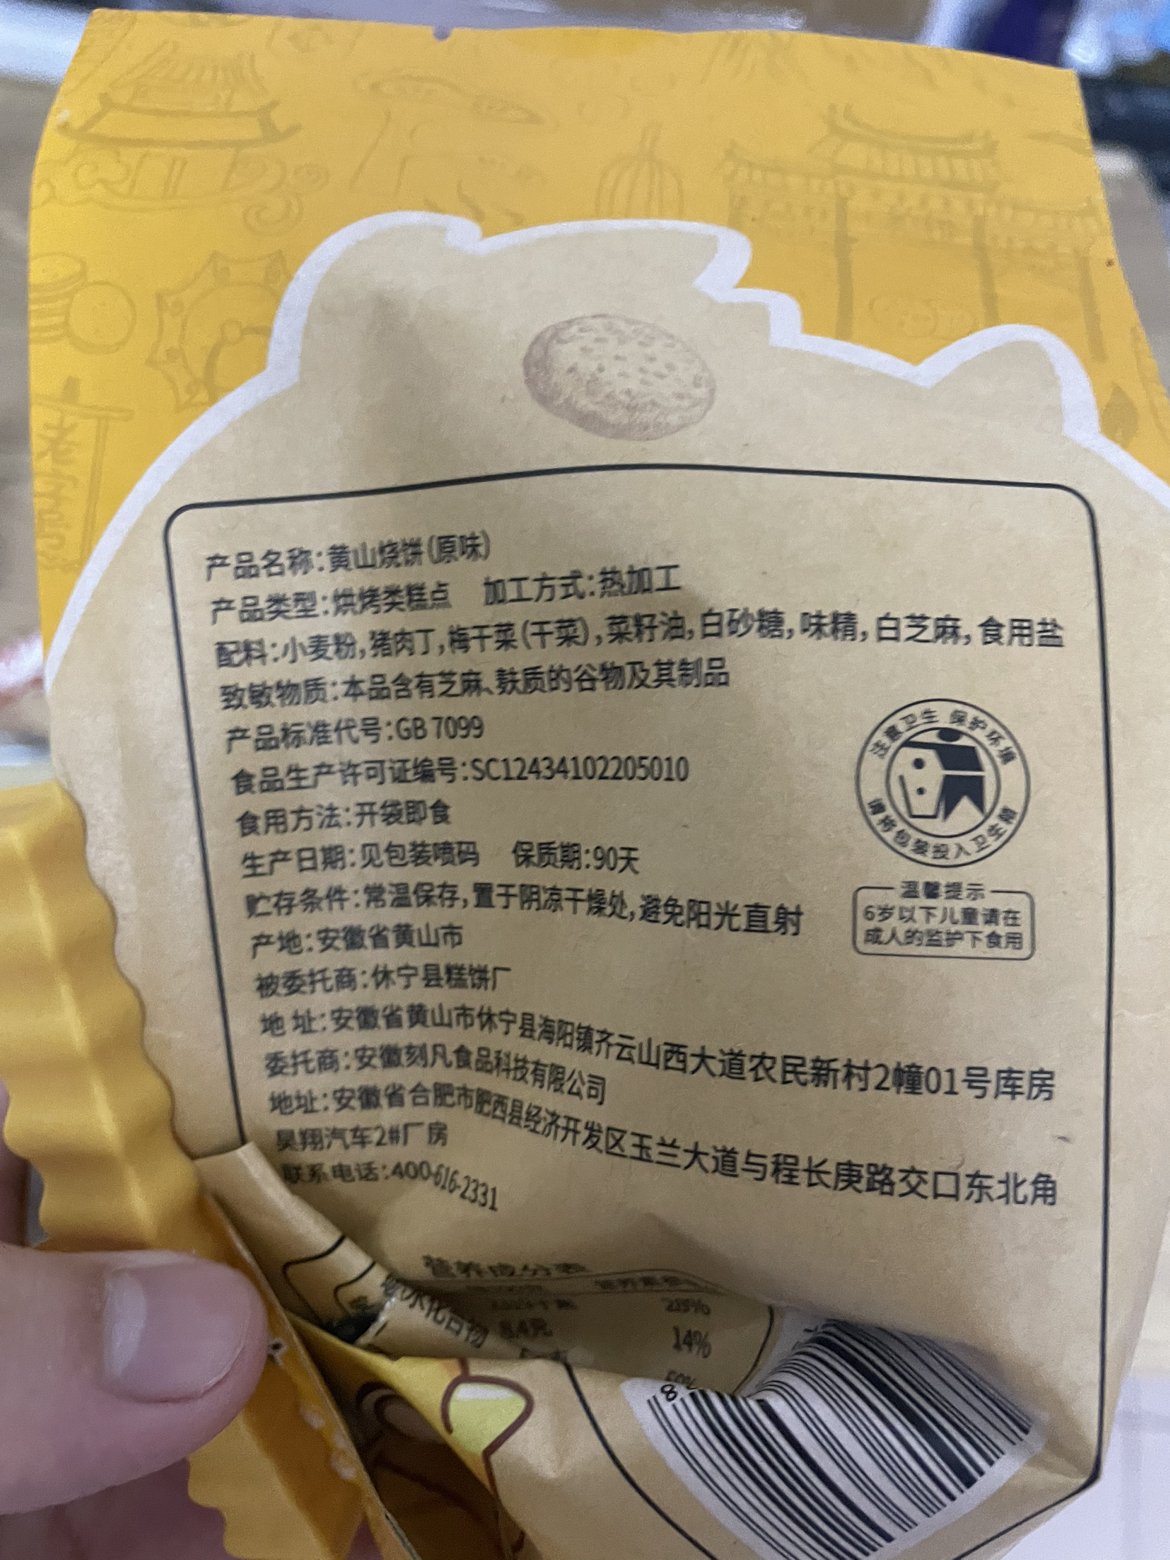 产品名称:黄山烧饼(原味)
产品类型:烘烤类糕点 加工方式:热加工
配料:小麦粉,猪肉丁,梅干菜(干菜),菜籽油,白砂糖,味精,白芝麻,食用盐
致敏物质:本品含有芝麻、麸质的谷物及其制品
产品标准代号:GB 7099
食品生产许可证编号:SC12434102205010
食用方法:开袋即食
生产日期:见包装喷码 保质期:90天
贮存条件:常温保存,置于阴凉干燥处,避免阳光直射
产地:安徽省黄山市
被委托商:休宁县糕饼厂
地 址:安徽省黄山市休宁县海阳镇齐云山西大道农民新村2幢01号库房
委托商:安徽刻凡食品科技有限公司
地址:安徽省合肥市肥西县经济开发区玉兰大道与程长庚路交口东北角
昊翔汽车2#厂房
联系电话:400-616-2331
注意卫生 保护环境
请将包装投入卫生箱
温馨提示
6岁以下儿童请在
成人的监护下食用
营养成分表
碳水化合物
8.4克
14%
8